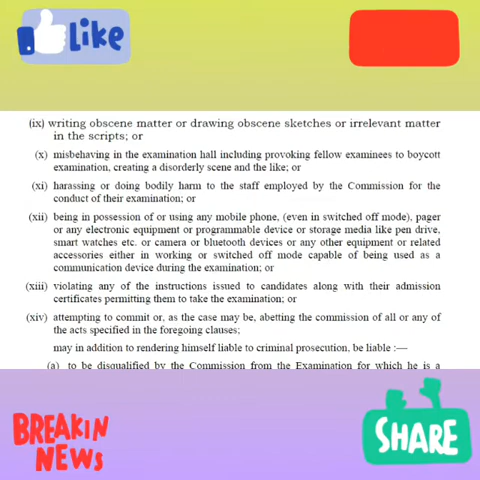 Like
(ix) writing obscene matter or drawing obscene sketches or irrelevant matter
in the scripts; or
(x) misbehaving in the examination hall including provoking fellow examinees to boycott
examination, creating a disorderly scene and the like; or
(xi) harassing or doing bodily harm to the staff employed by the Commission for the
conduct of their examination; or
(xii) being in possession of or using any mobile phone, (even in switched off mode), pager
or any electronic equipment or programmable device or storage media like pen drive,
smart watches etc. or camera or bluetooth devices or any other equipment or related
accessories either in working or switched off mode capable of being used as a
communication device during the examination; or
(xiii) violating any of the instructions issued to candidates along with their admission
certificates permitting them to take the examination; or
(xiv) attempting to commit or, as the case may be, abetting the commission of all or any of
the acts specified in the foregoing clauses;
may in addition to rendering himself liable to criminal prosecution, be liable :—
(a) to be disqualified by the Commission from the Examination for which he is a
BREAKIN
NEWS
SHARE